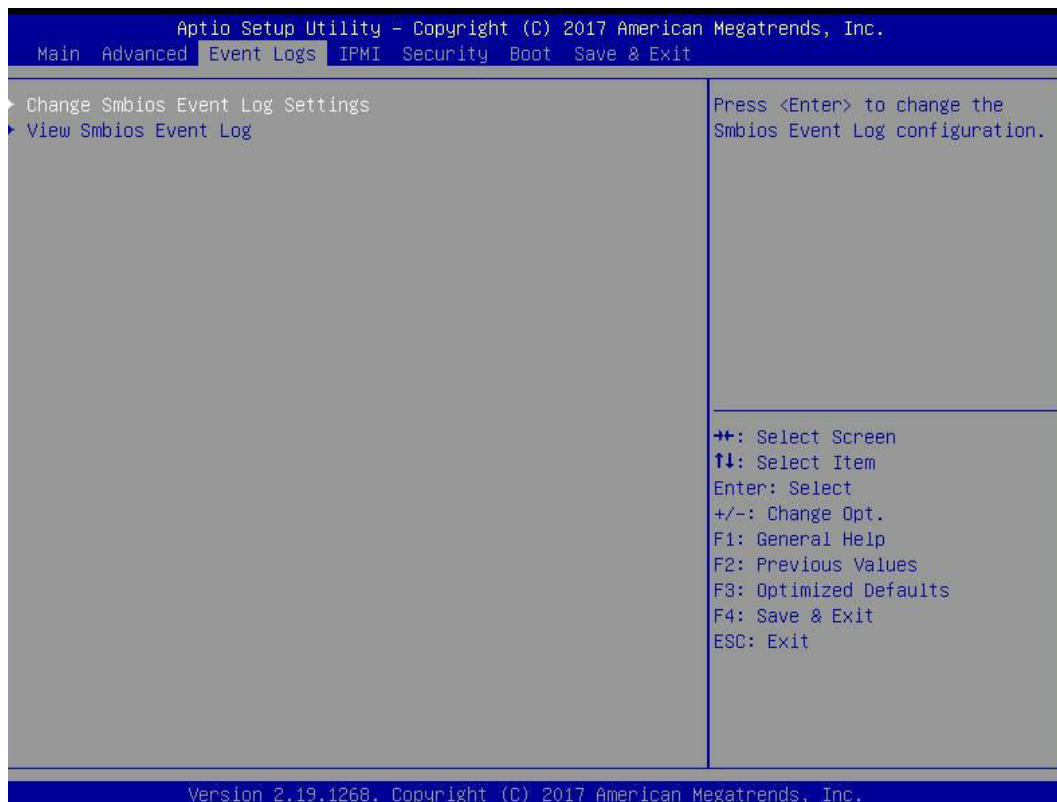 Aptio Setup Utility – Copyright (C) 2017 American Megatrends, Inc.
Main Advanced Event Logs IPMI Security Boot Save & Exit
Change Smbios Event Log Settings
View Smbios Event Log
Press <Enter> to change the
Smbios Event Log configuration.
→←: Select Screen
↑↓: Select Item
Enter: Select
+/-: Change Opt.
F1: General Help
F2: Previous Values
F3: Optimized Defaults
F4: Save & Exit
ESC: Exit
Version 2.19.1268. Copyright (C) 2017 American Megatrends, Inc.